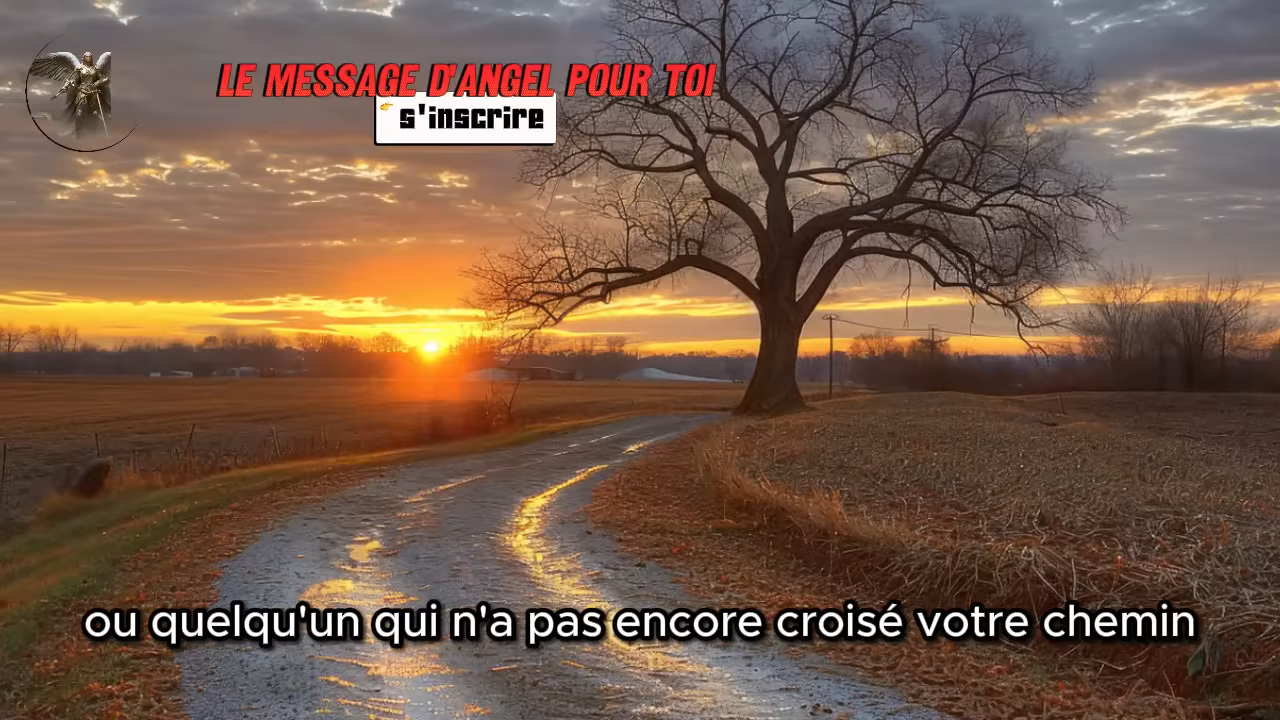 LE MESSAGE D'ANGEL POUR TOI
👉 s'inscrire
ou quelqu'un qui n'a pas encore croisé votre chemin